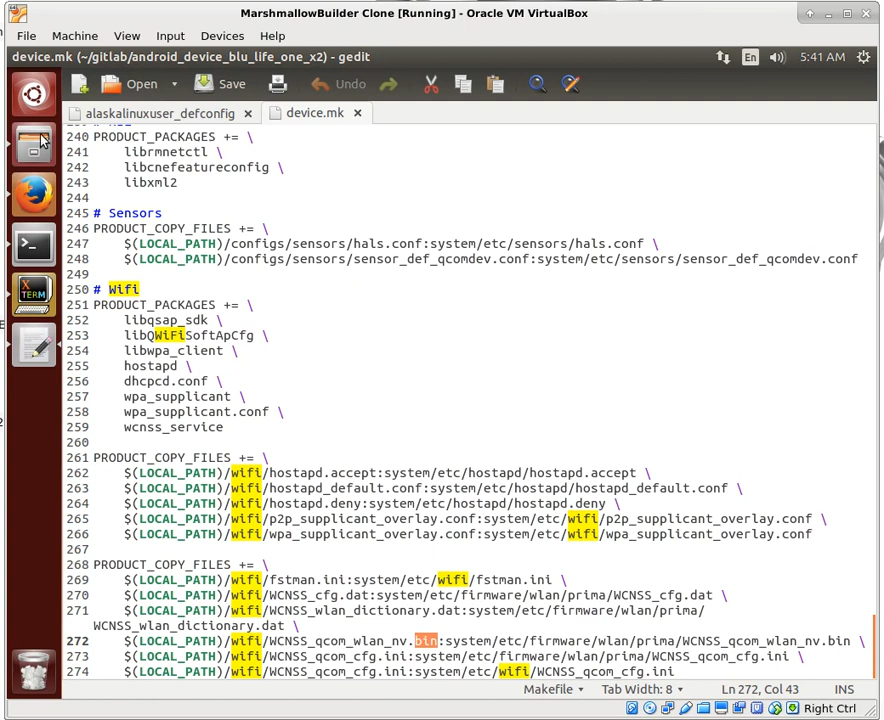 MarshmallowBuilder Clone [Running] - Oracle VM VirtualBox
File Machine View Input Devices Help
device.mk (~/gitlab/android_device_blu_life_one_x2) - gedit
En
5:41 AM
Open Save Undo
alaskalinuxuser_defconfig × device.mk ×
240 PRODUCT_PACKAGES += \
241 librmnetctl \
242 libcnefeatureconfig \
243 libxml2
244
245 # Sensors
246 PRODUCT_COPY_FILES += \
247 $(LOCAL_PATH)/configs/sensors/hals.conf:system/etc/sensors/hals.conf \
248 $(LOCAL_PATH)/configs/sensors/sensor_def_qcomdev.conf:system/etc/sensors/sensor_def_qcomdev.conf
249
250 # Wifi
251 PRODUCT_PACKAGES += \
252 libqsap_sdk \
253 libQWiFiSoftApCfg \
254 libwpa_client \
255 hostapd \
256 dhcpcd.conf \
257 wpa_supplicant \
258 wpa_supplicant.conf \
259 wcnss_service
260
261 PRODUCT_COPY_FILES += \
262 $(LOCAL_PATH)/wifi/hostapd.accept:system/etc/hostapd/hostapd.accept \
263 $(LOCAL_PATH)/wifi/hostapd_default.conf:system/etc/hostapd/hostapd_default.conf \
264 $(LOCAL_PATH)/wifi/hostapd.deny:system/etc/hostapd/hostapd.deny \
265 $(LOCAL_PATH)/wifi/p2p_supplicant_overlay.conf:system/etc/wifi/p2p_supplicant_overlay.conf \
266 $(LOCAL_PATH)/wifi/wpa_supplicant_overlay.conf:system/etc/wifi/wpa_supplicant_overlay.conf
267
268 PRODUCT_COPY_FILES += \
269 $(LOCAL_PATH)/wifi/fstman.ini:system/etc/wifi/fstman.ini \
270 $(LOCAL_PATH)/wifi/WCNSS_cfg.dat:system/etc/firmware/wlan/prima/WCNSS_cfg.dat \
271 $(LOCAL_PATH)/wifi/WCNSS_wlan_dictionary.dat:system/etc/firmware/wlan/prima/
WCNSS_wlan_dictionary.dat \
272 $(LOCAL_PATH)/wifi/WCNSS_qcom_wlan_nv.bin:system/etc/firmware/wlan/prima/WCNSS_qcom_wlan_nv.bin \
273 $(LOCAL_PATH)/wifi/WCNSS_qcom_cfg.ini:system/etc/firmware/wlan/prima/WCNSS_qcom_cfg.ini \
274 $(LOCAL_PATH)/wifi/WCNSS_qcom_cfg.ini:system/etc/wifi/WCNSS_qcom_cfg.ini
Makefile Tab Width: 8 Ln 272, Col 43 INS
Right Ctrl
X
TERM